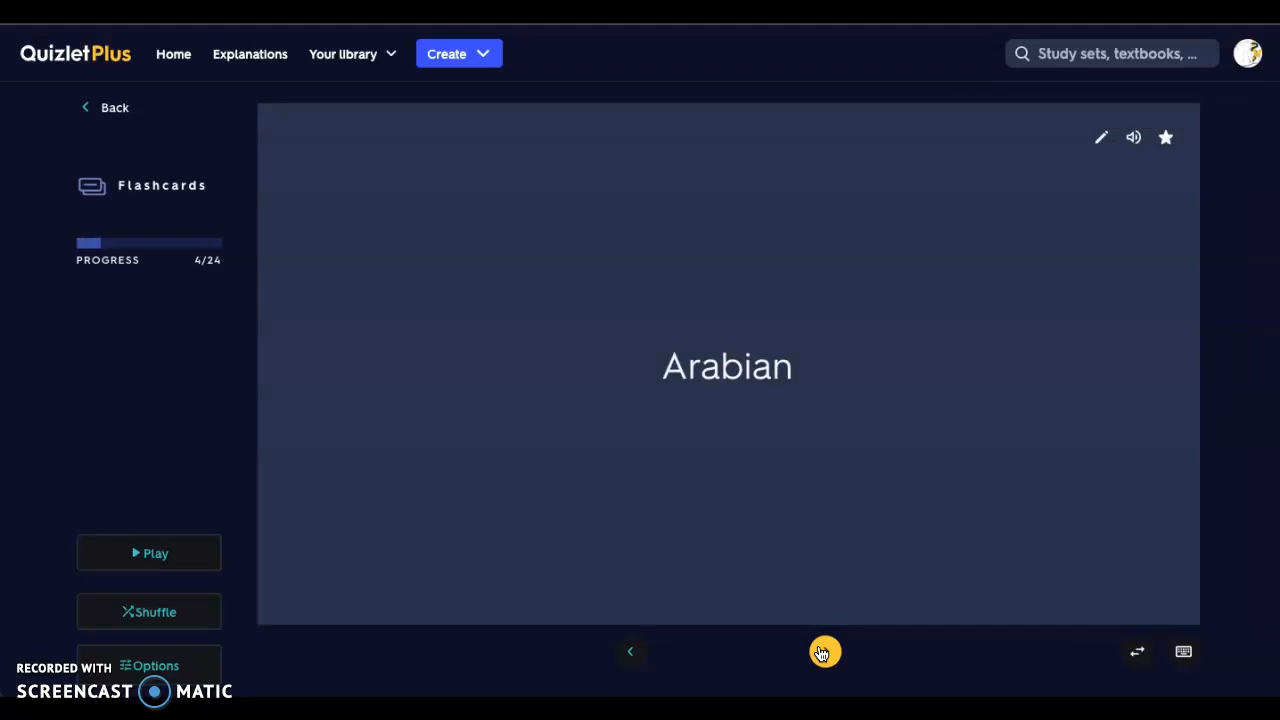 QuizletPlus Home Explanations Your library Create Study sets, textbooks, ...
Back
Flashcards
PROGRESS 4/24
Arabian
Play
Shuffle
Options
RECORDED WITH
SCREENCAST MATIC